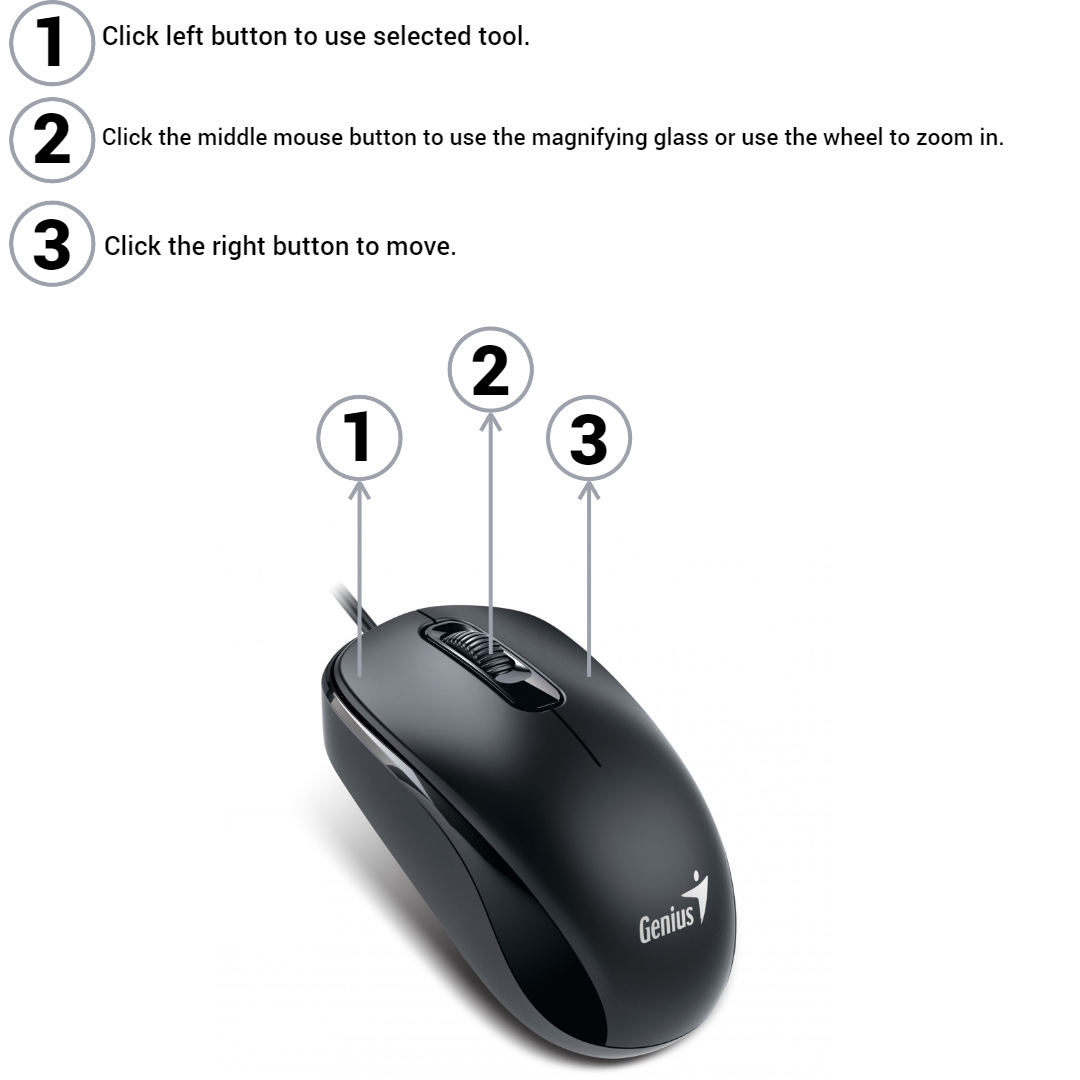 1 Click left button to use selected tool.
2 Click the middle mouse button to use the magnifying glass or use the wheel to zoom in.
3 Click the right button to move.
2
1
3
Genius